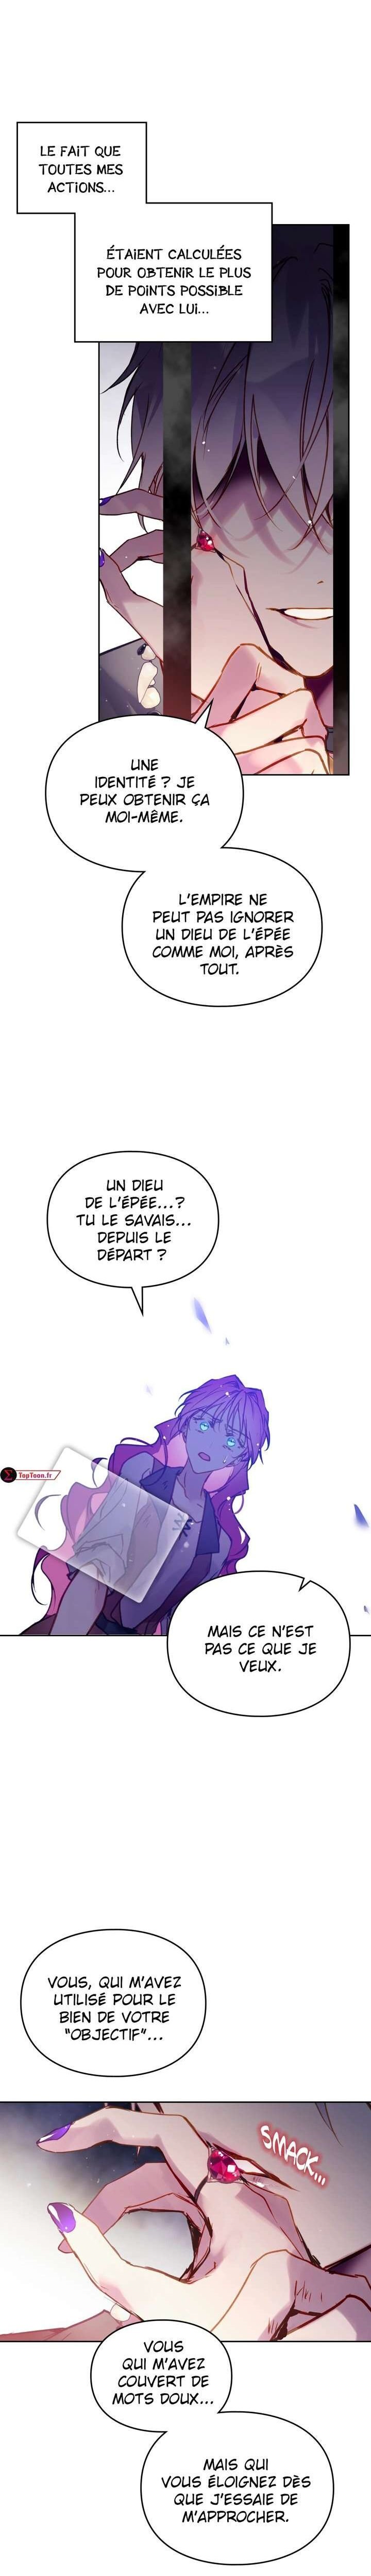 LE FAIT QUE
TOUTES MES
ACTIONS...
ÉTAIENT CALCULÉES
POUR OBTENIR LE PLUS
DE POINTS POSSIBLE
AVEC LUI...
UNE
IDENTITÉ ? JE
PEUX OBTENIR ÇA
MOI-MÊME.
L'EMPIRE NE
PEUT PAS IGNORER
UN DIEU DE L'ÉPÉE
COMME MOI, APRÈS
TOUT.
UN DIEU
DE L'ÉPÉE...?
TU LE SAVAIS...
DEPUIS LE
DÉPART ?
TopToon.fr
MAIS CE N'EST
PAS CE QUE JE
VEUX.
VOUS, QUI M'AVEZ
UTILISÉ POUR LE
BIEN DE VOTRE
"OBJECTIF"...
SMACK...
VOUS
QUI M'AVEZ
COUVERT DE
MOTS DOUX...
MAIS QUI
VOUS ÉLOIGNEZ DÈS
QUE J'ESSAIE DE
M'APPROCHER.